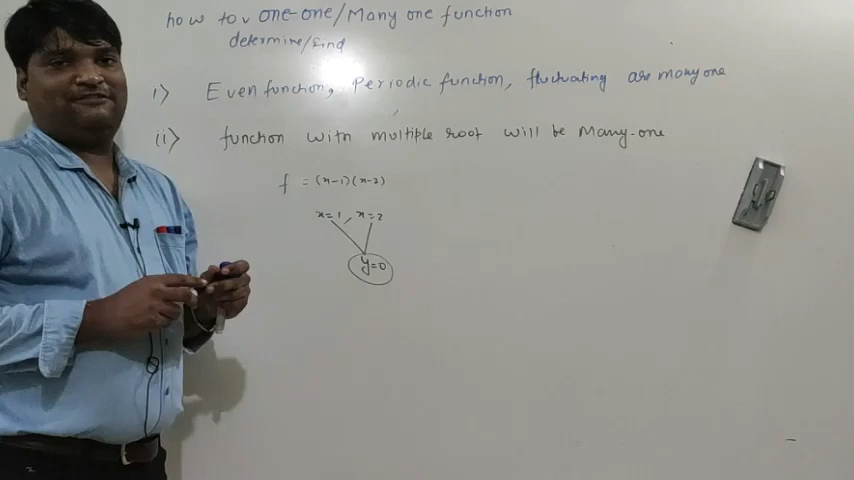 how to one-one/Many one function
determine/find
i) Even function, Periodic function, fluctuating are many one
ii) function with multiple root will be Many-one
f = (x-1)(x-2)
x=1, x=2
y=0